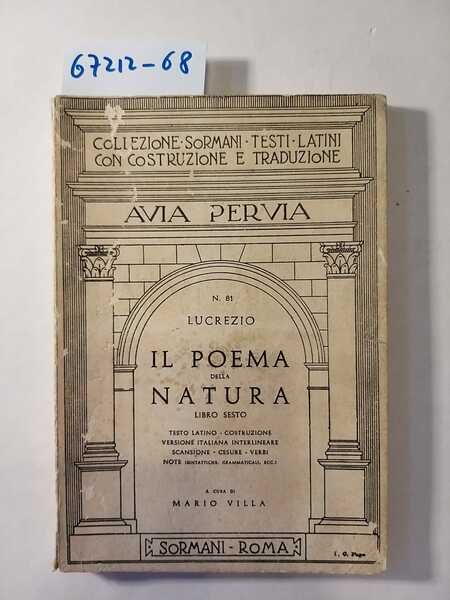 67212-68
COLLEZIONE·SORMANI·TESTI·LATINI
CON COSTRUZIONE E TRADUZIONE
AVIA PERVIA
N. 81
LUCREZIO
IL POEMA
DELLA
NATURA
LIBRO SESTO
TESTO LATINO - COSTRUZIONE
VERSIONE ITALIANA INTERLINEARE
SCANSIONE - CESURE - VERBI
NOTE (SINTATTICHE, GRAMMATICALI, ECC.)
A CURA DI
MARIO VILLA
SORMANI - ROMA
G. Pupo